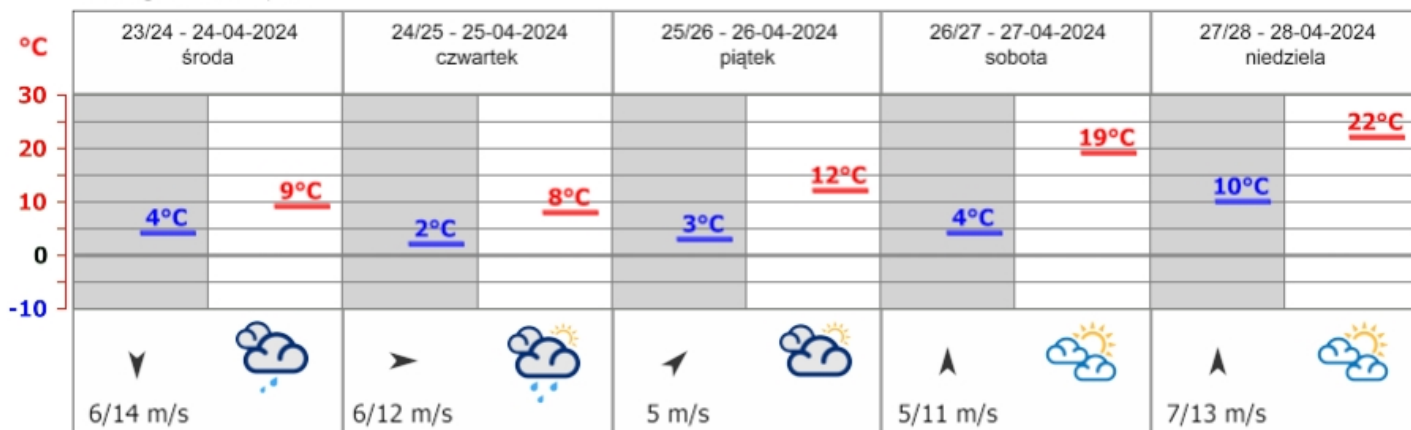 23/24 - 24-04-2024
środa
24/25 - 25-04-2024
czwartek
25/26 - 26-04-2024
piątek
26/27 - 27-04-2024
sobota
27/28 - 28-04-2024
niedziela
°C
30
20
10
0
-10
4°C
9°C
2°C
8°C
3°C
12°C
4°C
19°C
10°C
22°C
6/14 m/s
6/12 m/s
5 m/s
5/11 m/s
7/13 m/s